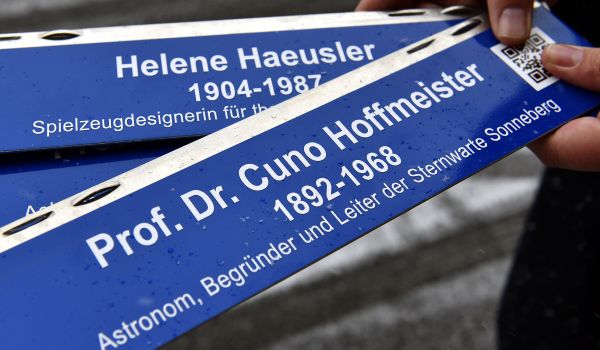 Helene Haeusler
1904-1987
Spielzeugdesignerin für
Prof. Dr. Cuno Hoffmeister
1892-1968
Astronom, Begründer und Leiter der Sternwarte Sonneberg